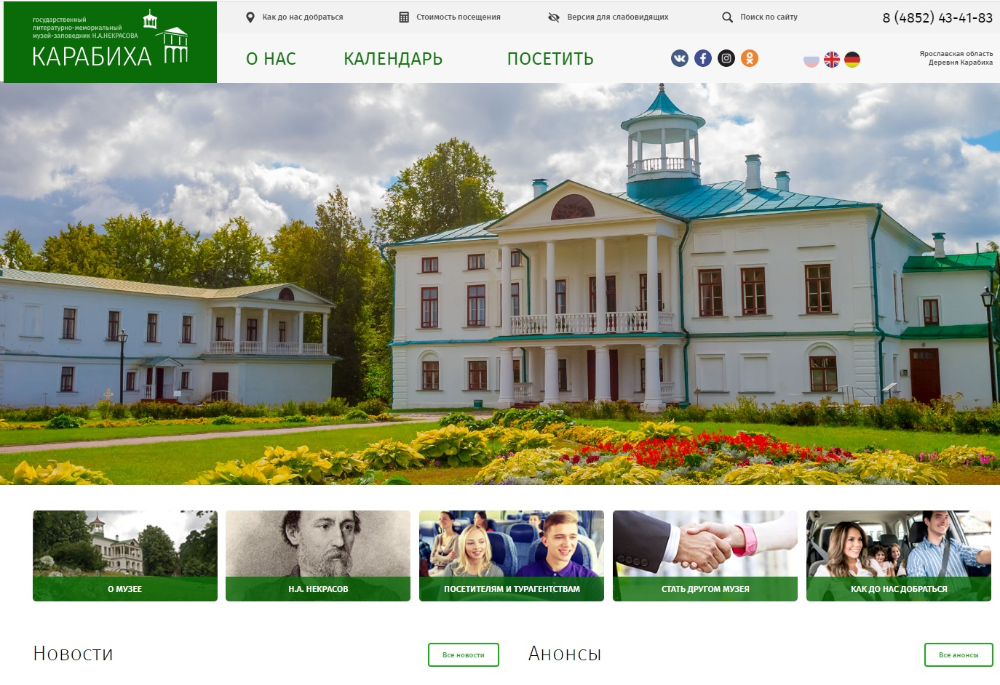 государственный
литературно-мемориальный
музей-заповедник Н.А.НЕКРАСОВА
КАРАБИХА
Как до нас добраться
Стоимость посещения
Версия для слабовидящих
Поиск по сайту
8 (4852) 43-41-83
О НАС
КАЛЕНДАРЬ
ПОСЕТИТЬ
Ярославская область
Деревня Карабиха
О МУЗЕЕ
Н.А. НЕКРАСОВ
ПОСЕТИТЕЛЯМ И ТУРАГЕНТСТВАМ
СТАТЬ ДРУГОМ МУЗЕЯ
КАК ДО НАС ДОБРАТЬСЯ
Новости
Все новости
Анонсы
Все анонсы